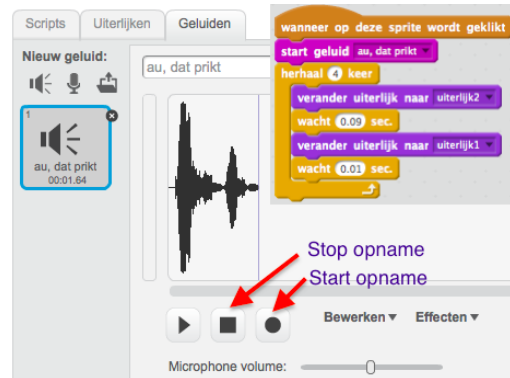 Scripts Uiterlijken Geluiden
Nieuw geluid:
1
au, dat prikt
00:01.64
au, dat prikt
wanneer op deze sprite wordt geklikt
start geluid au, dat prikt
herhaal 4 keer
verander uiterlijk naar uiterlijk2
wacht 0.09 sec.
verander uiterlijk naar uiterlijk1
wacht 0.01 sec.
Stop opname
Start opname
Bewerken Effecten
Microphone volume: